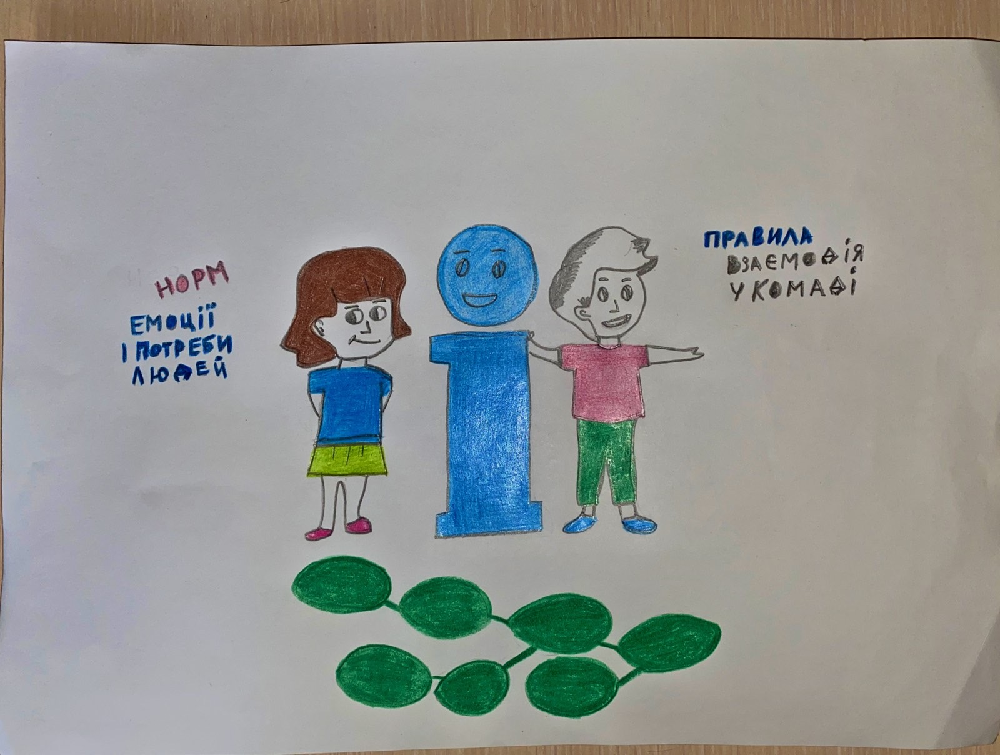 НОРМ
ЕМОЦІЇ
І ПОТРЕБИ
ЛЮДЕЙ
ПРАВИЛА
ВЗАЄМОДІЯ
У КОМАДІ